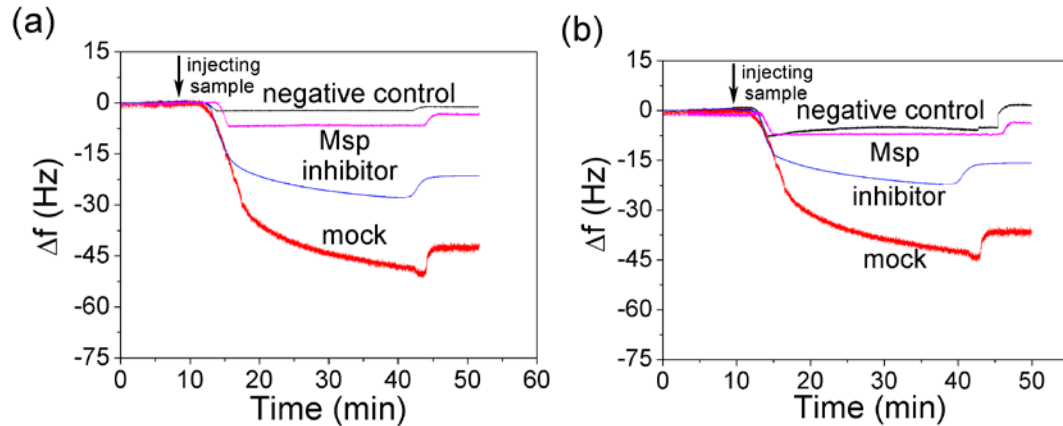 (a)
15
0
-15
-30
-45
-60
-75
Δf (Hz)
injecting
sample
negative control
Msp
inhibitor
mock
0 10 20 30 40 50 60
Time (min)
(b)
15
0
-15
-30
-45
-60
-75
Δf (Hz)
injecting
sample
negative control
Msp
inhibitor
mock
0 10 20 30 40 50
Time (min)